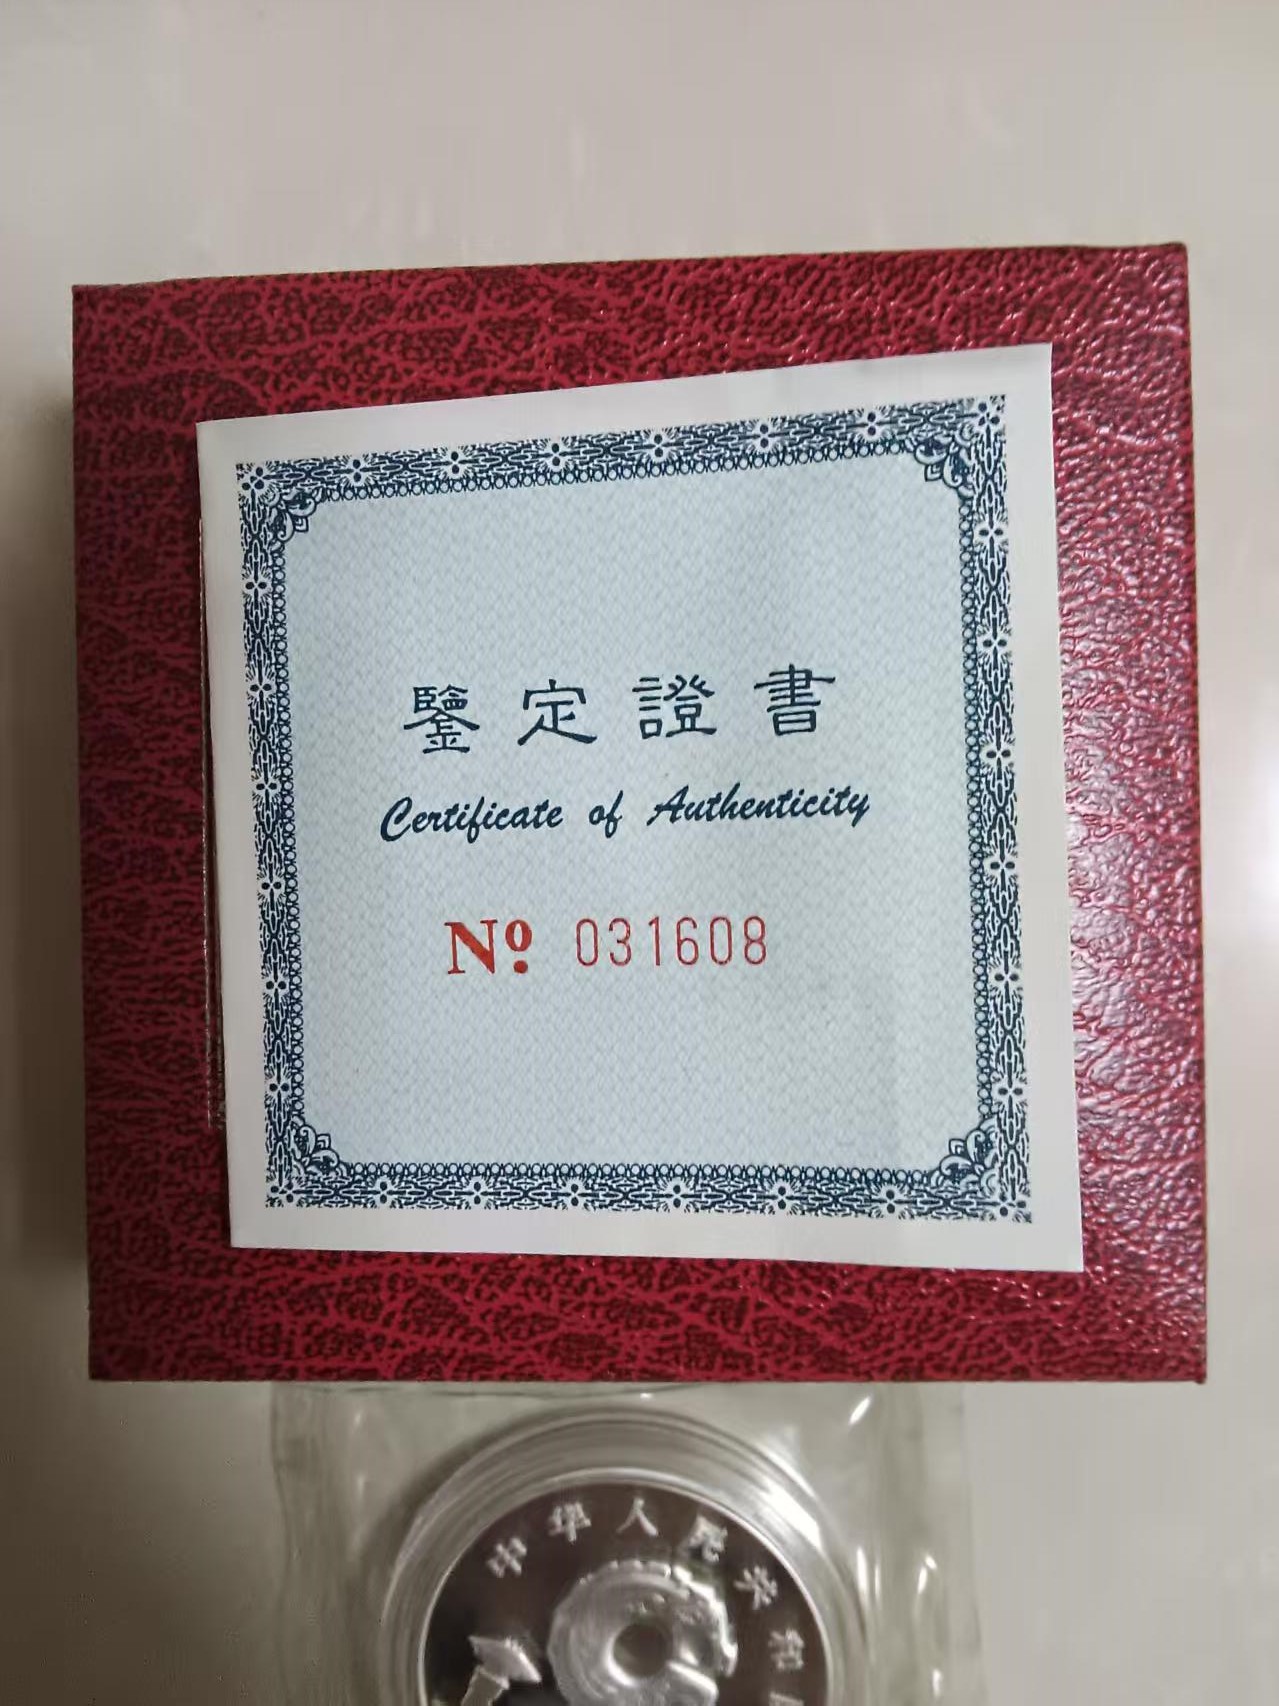 鑒定證書
Certificate of Authenticity
Nº 031608
中华人民共和